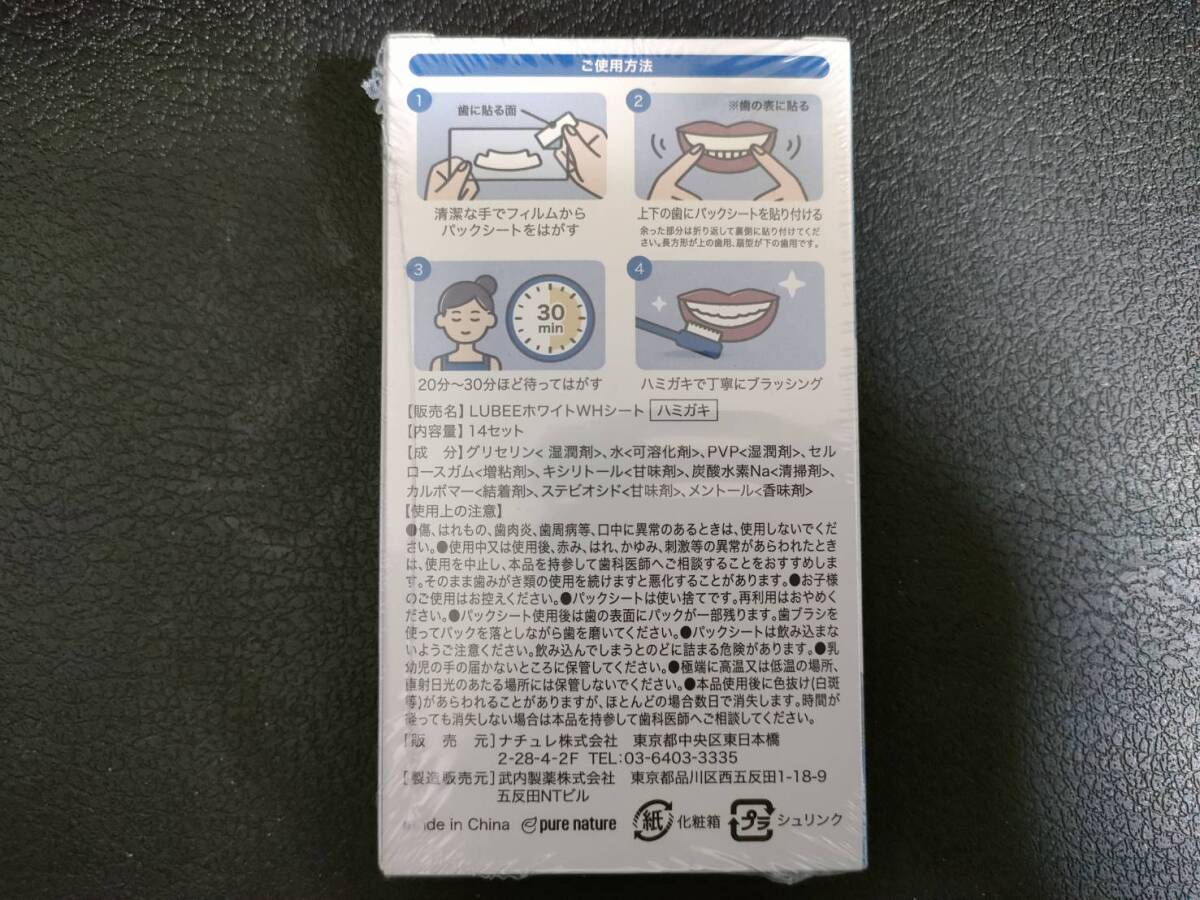 ご使用方法
1
歯に貼る面
清潔な手でフィルムから
パックシートをはがす
2
※歯の表に貼る
上下の歯にパックシートを貼り付ける
余った部分は折り返して裏側に貼り付けてくだ
さい。長方形が上の歯用、扇型が下の歯用です。
3
30
min
20分～30分ほど待ってはがす
4
ハミガキで丁寧にブラッシング
【販売名】LUBEEホワイトWHシート ハミガキ
【内容量】14セット
【成　分】グリセリン<湿潤剤>、水<可溶化剤>、PVP<湿潤剤>、セル
ロースガム<増粘剤>、キシリトール<甘味剤>、炭酸水素Na<清掃剤>、
カルボマー<結着剤>、ステビオシド<甘味剤>、メントール<香味剤>
【使用上の注意】
●傷、はれもの、歯肉炎、歯周病等、口中に異常のあるときは、使用しないでくだ
さい。●使用中又は使用後、赤み、はれ、かゆみ、刺激等の異常があらわれたとき
は、使用を中止し、本品を持参して歯科医師へご相談することをおすすめしま
す。そのまま歯みがき類の使用を続けますと悪化することがあります。●お子様
のご使用はお控えください。●パックシートは使い捨てです。再利用はおやめく
ださい。●パックシート使用後は歯の表面にパックが一部残ります。歯ブラシを
使ってパックを落としながら歯を磨いてください。●パックシートは飲み込まな
いようご注意ください。飲み込んでしまうとのどに詰まる危険があります。●乳
幼児の手の届かないところに保管してください。●極端に高温又は低温の場所、
直射日光のあたる場所には保管しないでください。●本品使用後に色抜け(白斑
等)があらわれることがありますが、ほとんどの場合数日で消失します。時間が
経っても消失しない場合は本品を持参して歯科医師へご相談してください。
【販　売　元】ナチュレ株式会社　東京都中央区東日本橋
2-28-4-2F TEL:03-6403-3335
【製造販売元】武内製薬株式会社　東京都品川区西五反田1-18-9
五反田NTビル
Made in China pure nature 紙 化粧箱 プラ シュリンク